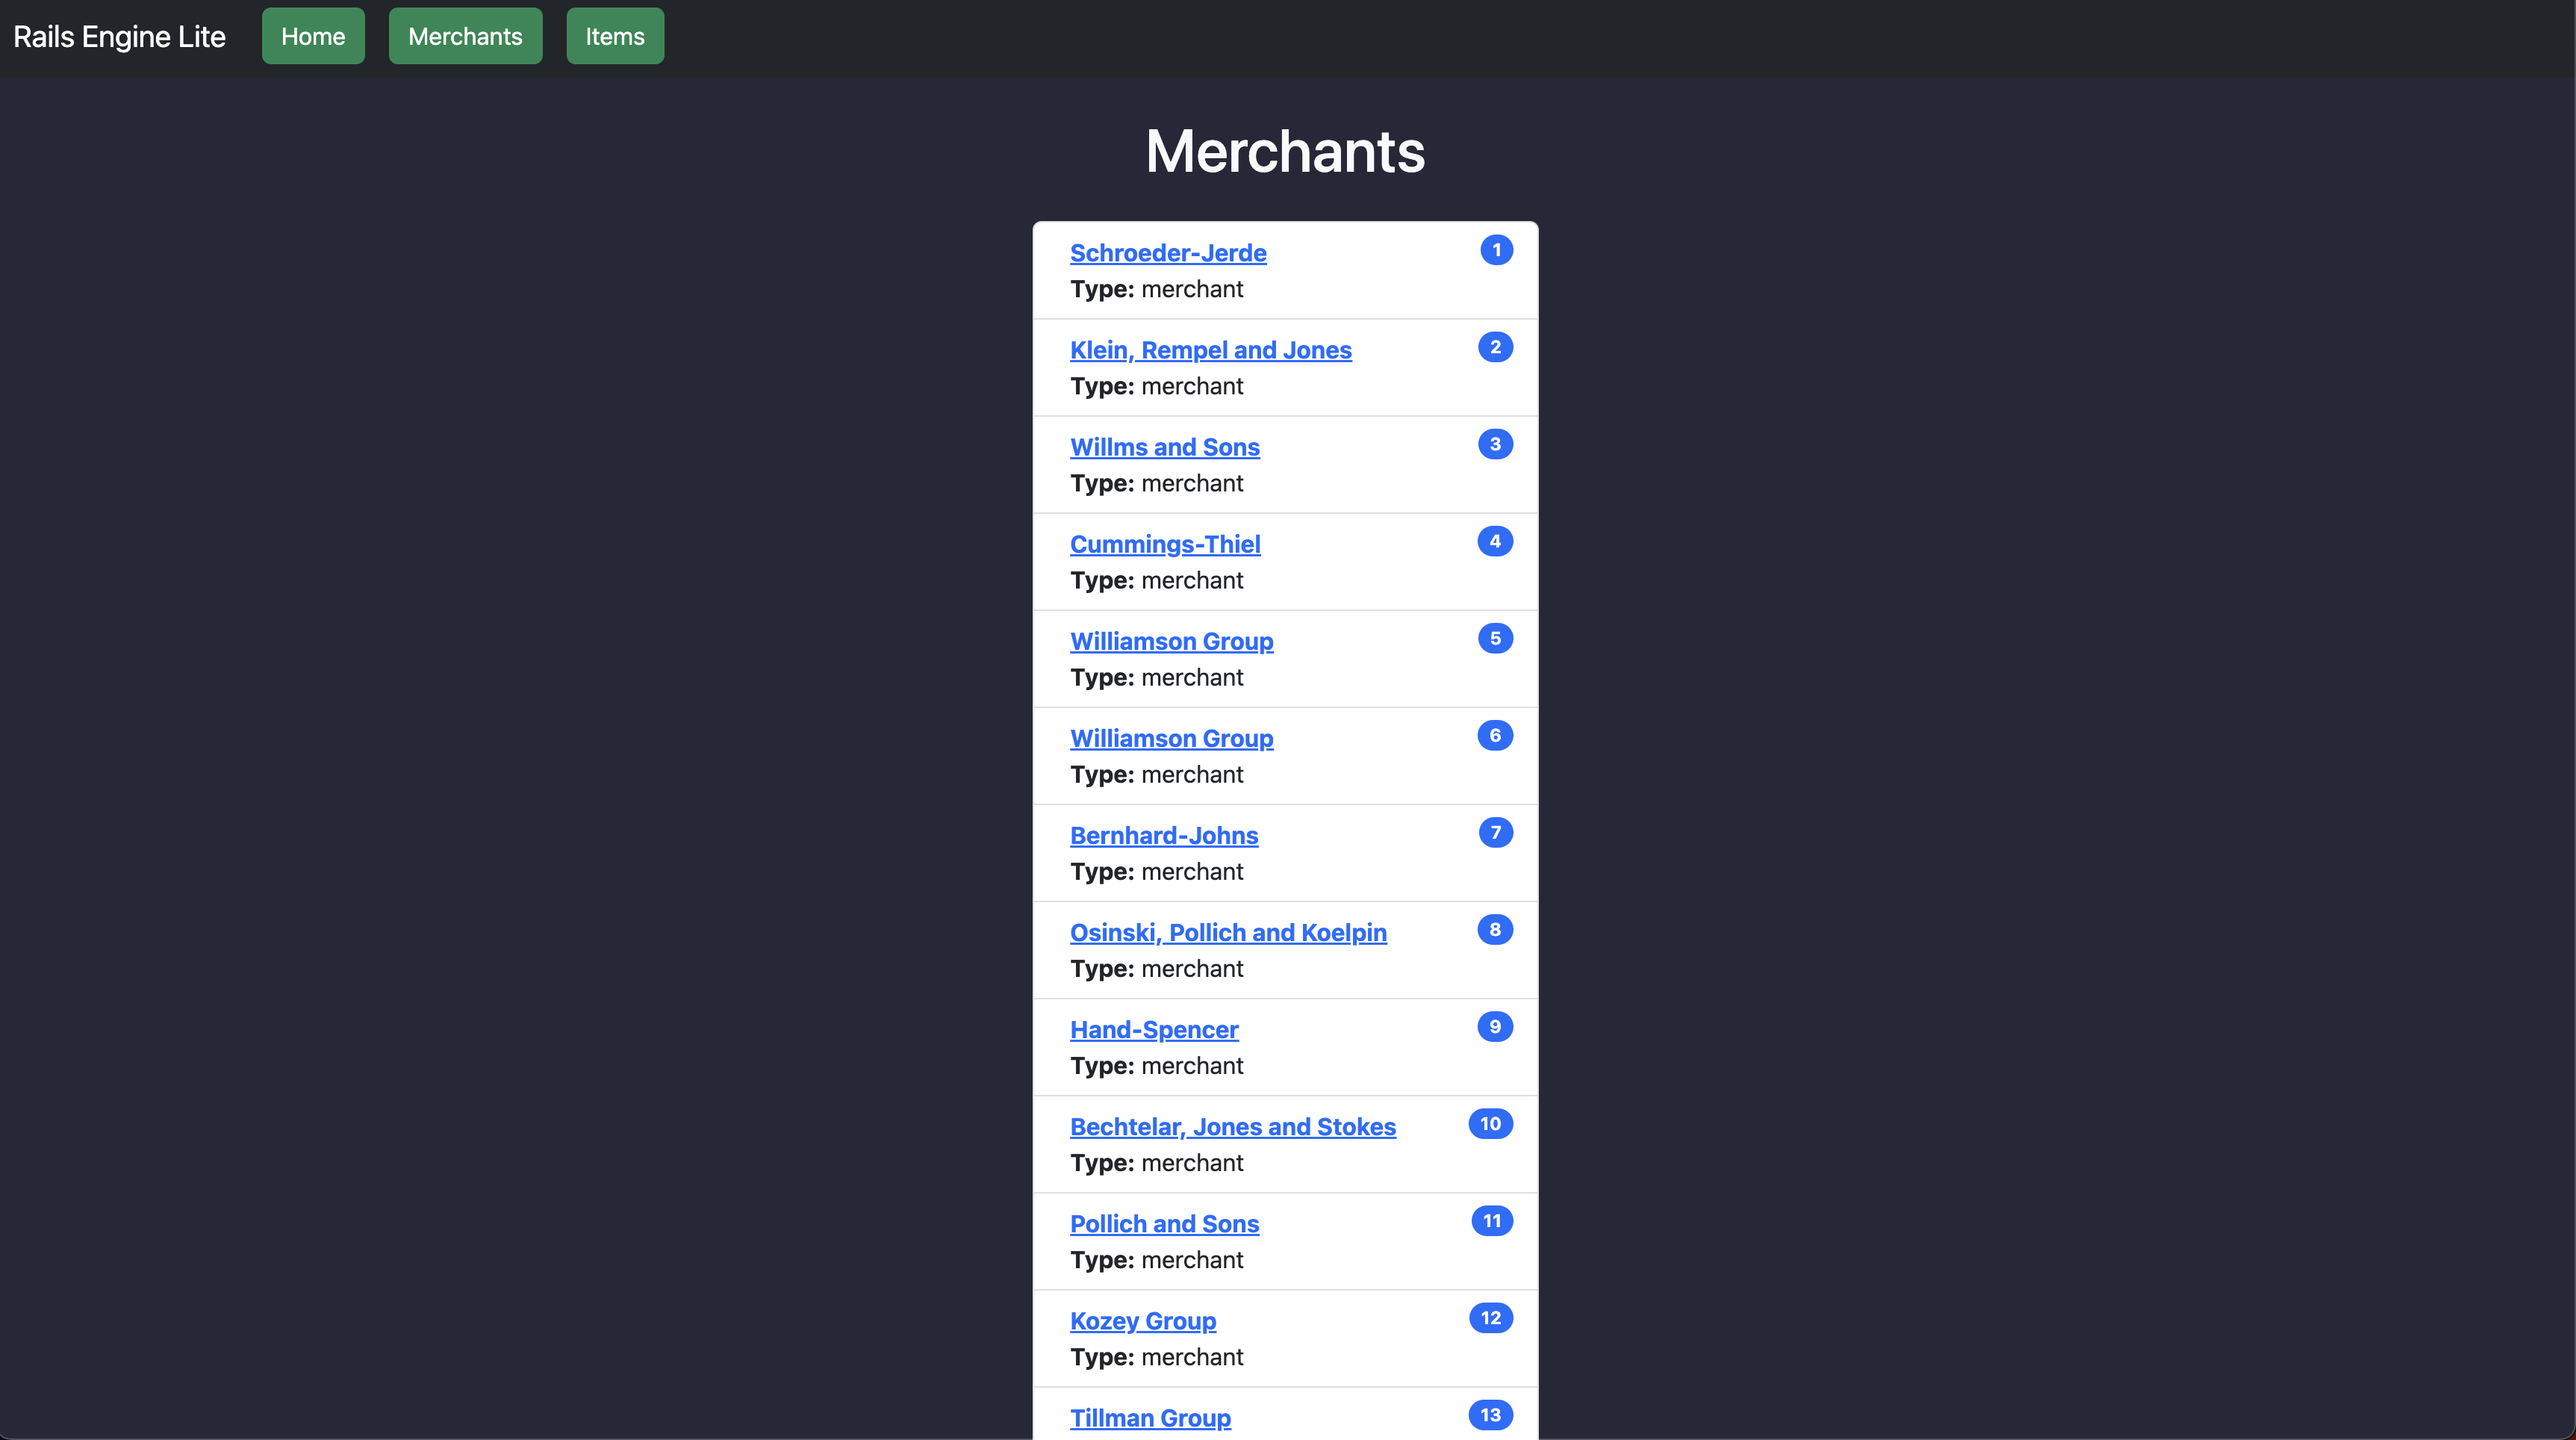 Rails Engine Lite Home Merchants Items
Merchants
Schroeder-Jerde 1
Type: merchant
Klein, Rempel and Jones 2
Type: merchant
Willms and Sons 3
Type: merchant
Cummings-Thiel 4
Type: merchant
Williamson Group 5
Type: merchant
Williamson Group 6
Type: merchant
Bernhard-Johns 7
Type: merchant
Osinski, Pollich and Koelpin 8
Type: merchant
Hand-Spencer 9
Type: merchant
Bechtelar, Jones and Stokes 10
Type: merchant
Pollich and Sons 11
Type: merchant
Kozey Group 12
Type: merchant
Tillman Group 13